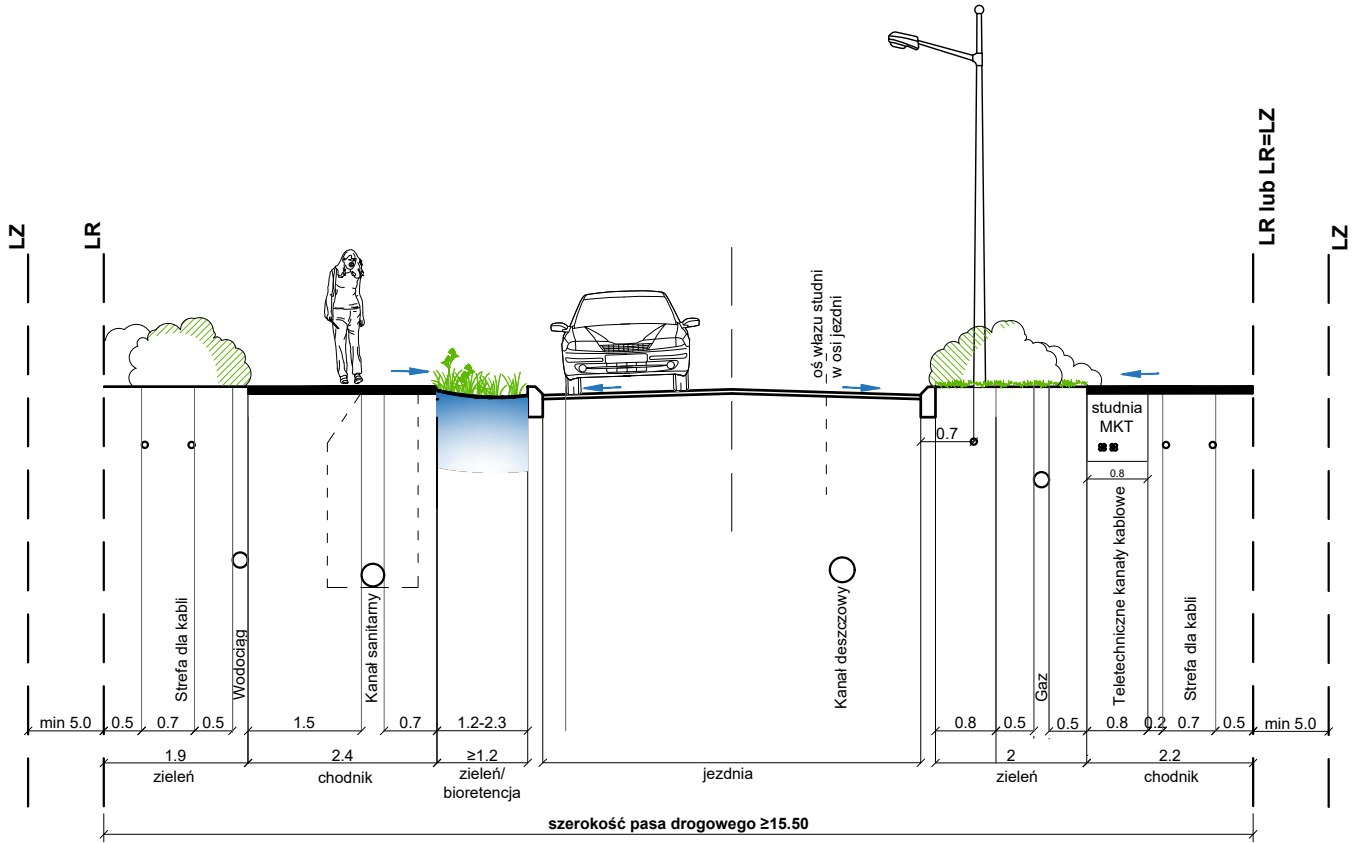 LZ
LR
LR lub LR=LZ
LZ
oś włazu studni
w osi jezdni
0.7
studnia
MKT
0.8
Strefa dla kabli
Wodociąg
Kanał sanitarny
Kanał deszczowy
Gaz
Teletechniczne kanały kablowe
Strefa dla kabli
min 5.0 0.5 0.7 0.5 1.5 0.7 1.2-2.3 0.8 0.5 0.5 0.8 0.2 0.7 0.5 min 5.0
1.9 2.4 ≥1.2 2 2.2
zieleń chodnik zieleń/ jezdnia zieleń chodnik
bioretencja
szerokość pasa drogowego ≥15.50